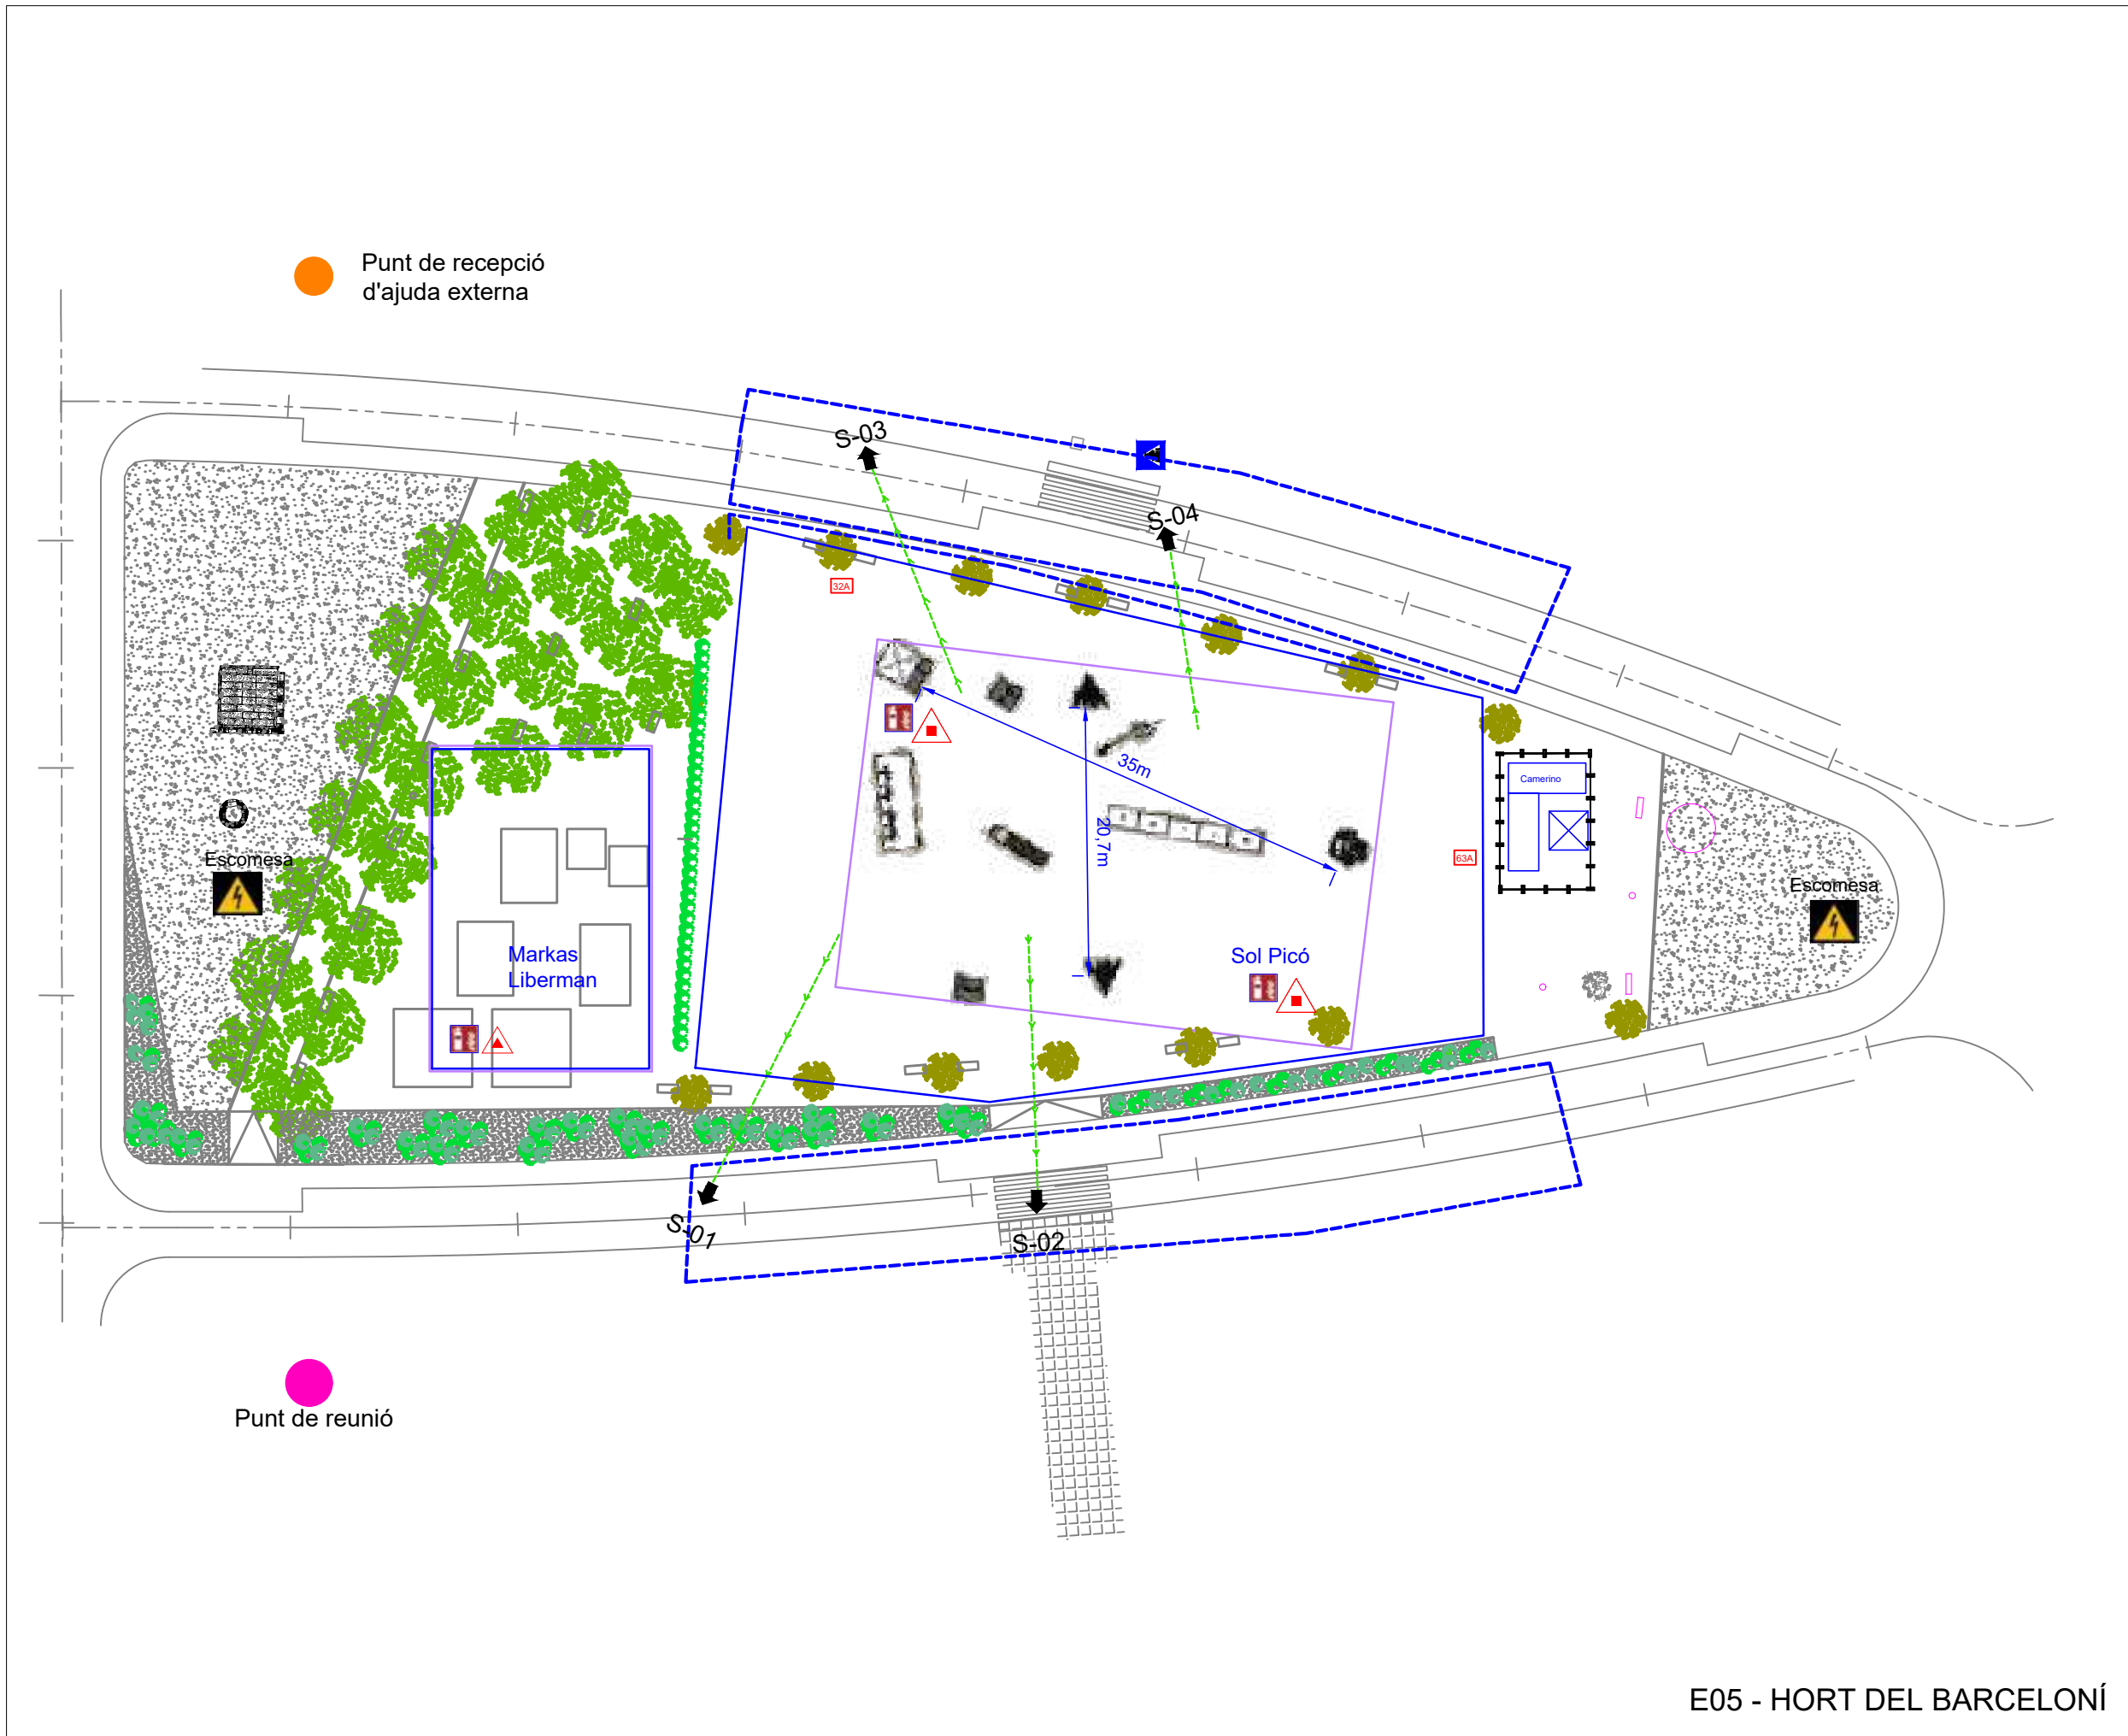 Punt de recepció
d'ajuda externa
S-03
S-04
32A
35m
Camerino
20,7m
63A
Escomesa
Escomesa
Markas
Liberman
Sol Picó
S-01
S-02
Punt de reunió
E05 - HORT DEL BARCELONÍ